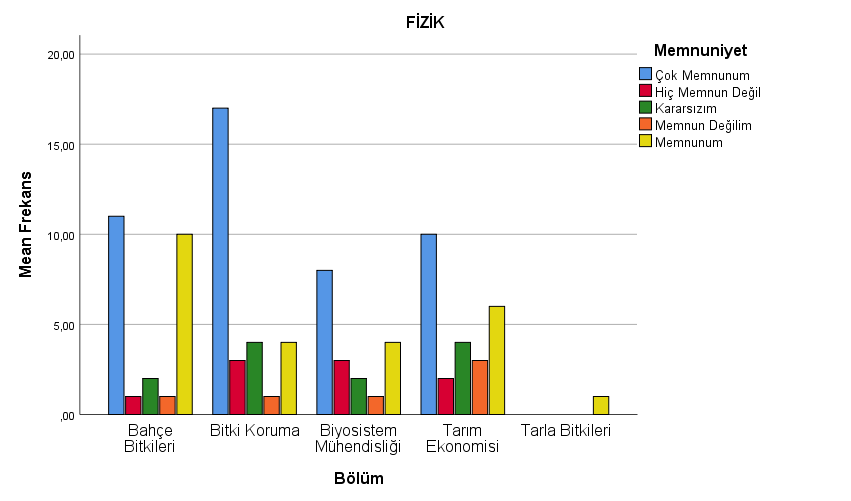 FİZİK
Mean Frekans
20,00
15,00
10,00
5,00
,00
Bahçe
Bitkileri
Bitki Koruma
Biyosistem
Mühendisliği
Tarım
Ekonomisi
Tarla Bitkileri
Bölüm
Memnuniyet
Çok Memnunum
Hiç Memnun Değil
Kararsızım
Memnun Değilim
Memnunum